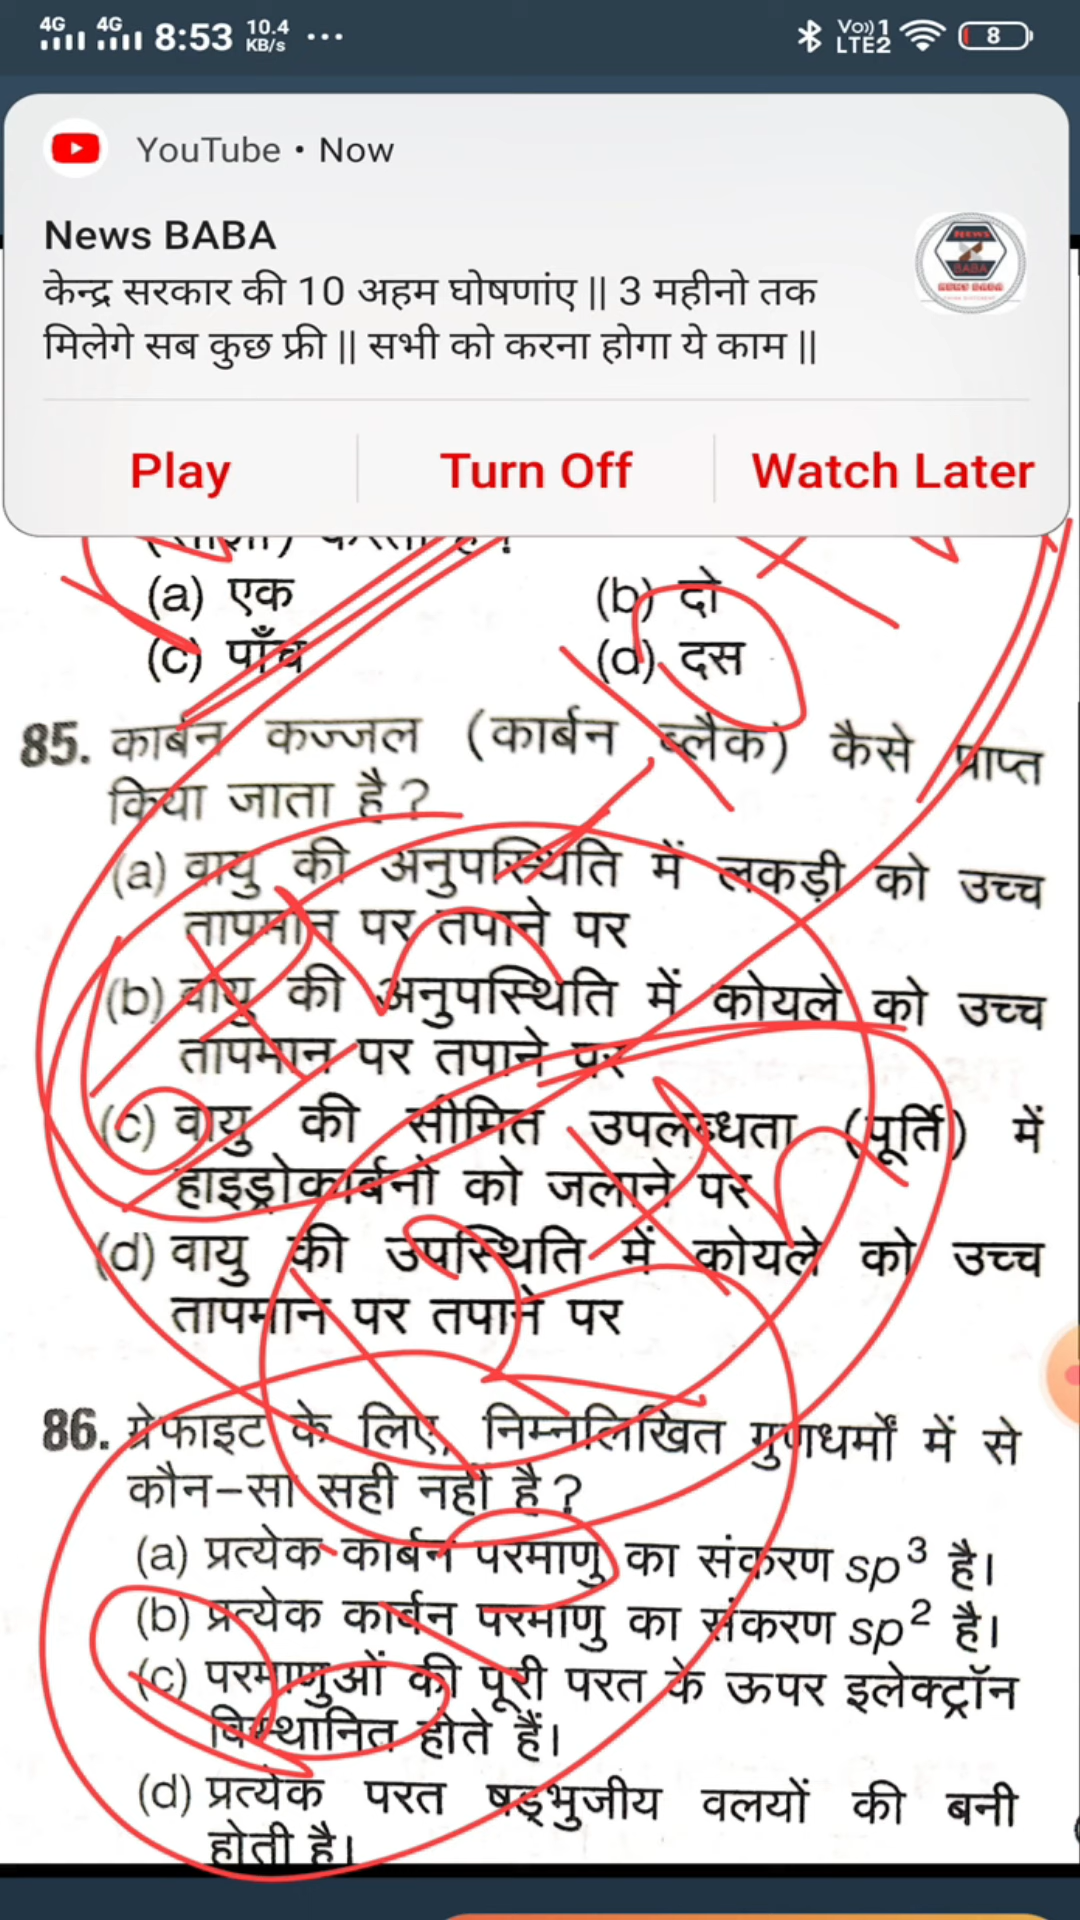 4G 4G 8:53 10.4 KB/s ... Vo)) 1 LTE2 8
YouTube • Now
News BABA
केन्द्र सरकार की 10 अहम घोषणांए || 3 महीनो तक
मिलेगे सब कुछ फ्री || सभी को करना होगा ये काम ||
Play Turn Off Watch Later
(a) एक (b) दो
(c) पाँच (d) दस
85. कार्बन कज्जल (कार्बन ब्लैक) कैसे प्राप्त
किया जाता है?
(a) वायु की अनुपस्थिति में लकड़ी को उच्च
तापमान पर तपाने पर
(b) वायु की अनुपस्थिति में कोयले को उच्च
तापमान पर तपाने पर
(c) वायु की सीमित उपलब्धता (पूर्ति) में
हाइड्रोकार्बनों को जलाने पर
(d) वायु की उपस्थिति में कोयले को उच्च
तापमान पर तपाने पर
86. ग्रेफाइट के लिए, निम्नलिखित गुणधर्मों में से
कौन-सा सही नहीं है?
(a) प्रत्येक कार्बन परमाणु का संकरण sp³ है।
(b) प्रत्येक कार्बन परमाणु का संकरण sp² है।
(c) परमाणुओं की पूरी परत के ऊपर इलेक्ट्रॉन
विस्थानित होते हैं।
(d) प्रत्येक परत षड्भुजीय वलयों की बनी
होती है।